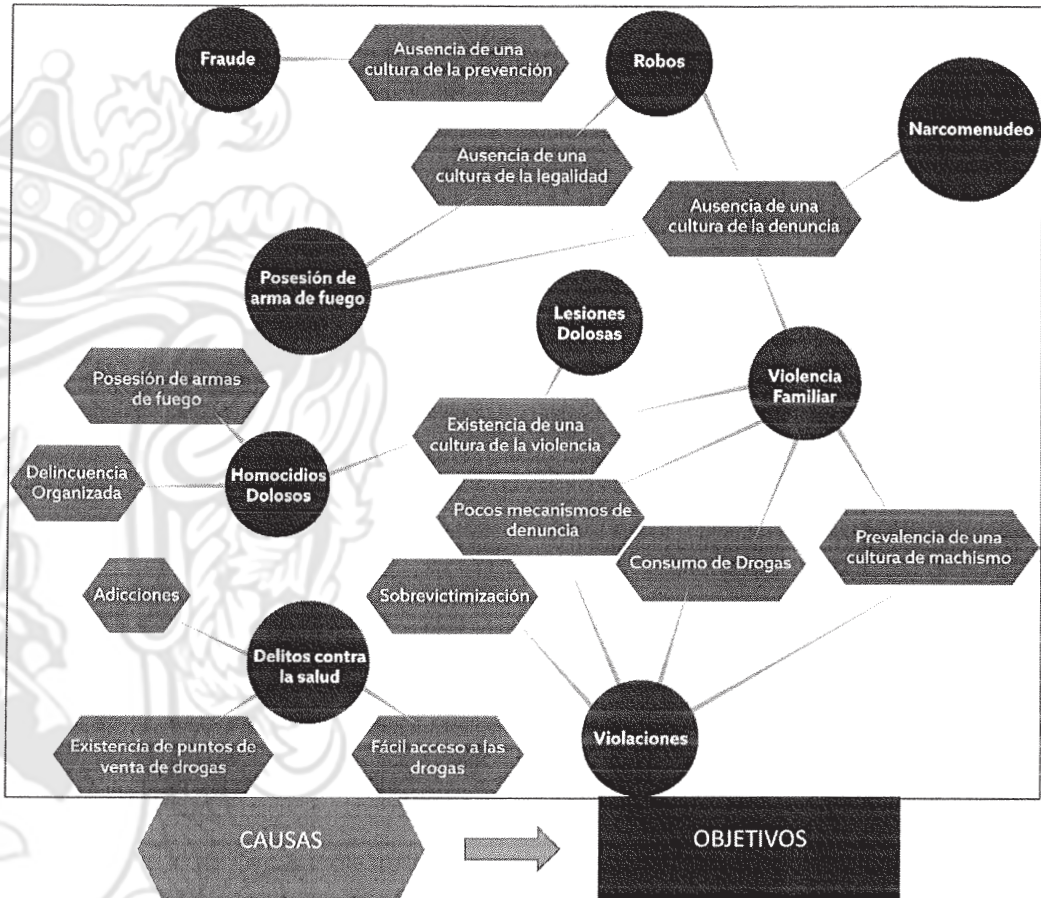 Fraude
Ausencia de una
cultura de la prevención
Robos
Narcomenudeo
Ausencia de una
cultura de la legalidad
Ausencia de una
cultura de la denuncia
Posesión de
arma de fuego
Lesiones
Dolosas
Violencia
Familiar
Posesión de armas
de fuego
Existencia de una
cultura de la violencia
Delincuencia
Organizada
Homocidios
Dolosos
Pocos mecanismos de
denuncia
Consumo de Drogas
Prevalencia de una
cultura de machismo
Adicciones
Sobrevictimización
Delitos contra
la salud
Violaciones
Existencia de puntos de
venta de drogas
Fácil acceso a las
drogas
CAUSAS
OBJETIVOS